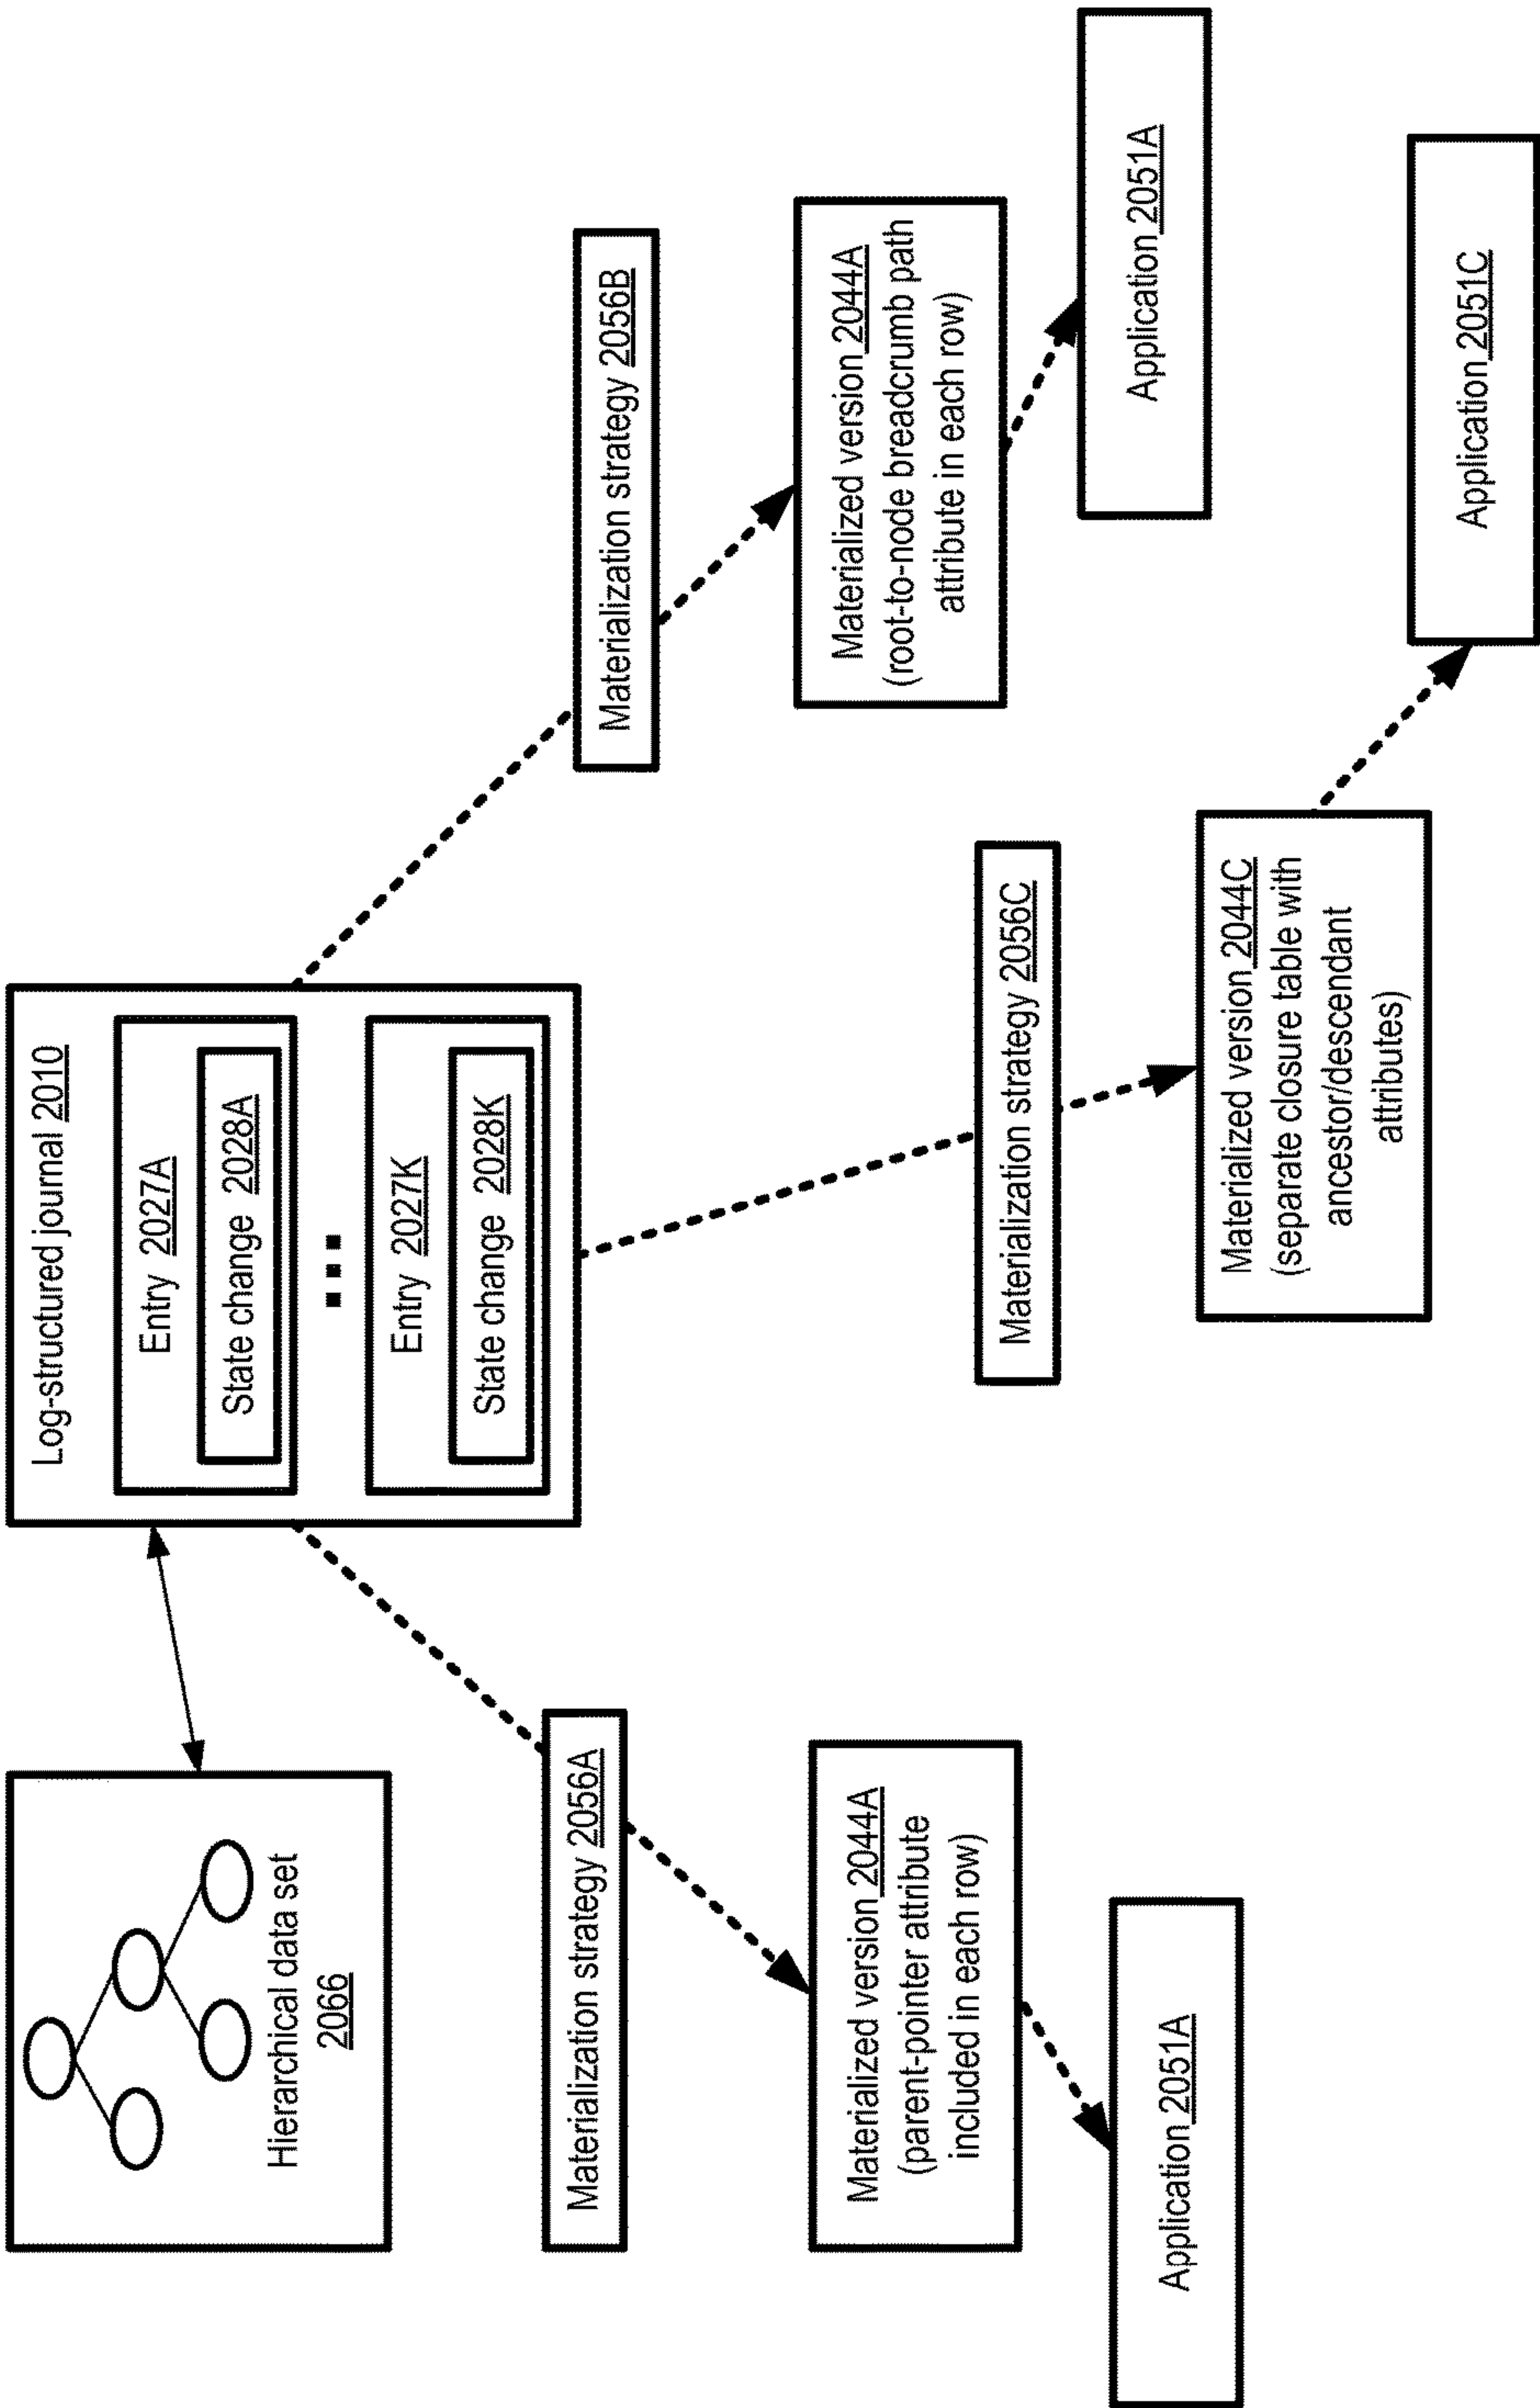 Hierarchical data set
2066
Log-structured journal 2010
Entry 2027A
State change 2028A
Entry 2027K
State change 2028K
Materialization strategy 2056A
Materialized version 2044A
(parent-pointer attribute
included in each row)
Application 2051A
Materialization strategy 2056C
Materialized version 2044C
(separate closure table with
ancestor/descendant
attributes)
Application 2051C
Materialization strategy 2056B
Materialized version 2044A
(root-to-node breadcrumb path
attribute in each row)
Application 2051A